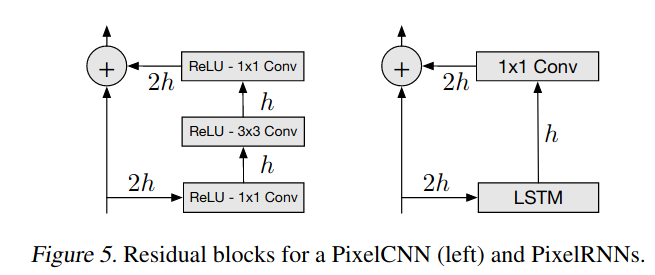 +
ReLU - 1x1 Conv
2h
h
ReLU - 3x3 Conv
h
2h
ReLU - 1x1 Conv
+
1x1 Conv
2h
h
2h
LSTM
Figure 5. Residual blocks for a PixelCNN (left) and PixelRNNs.